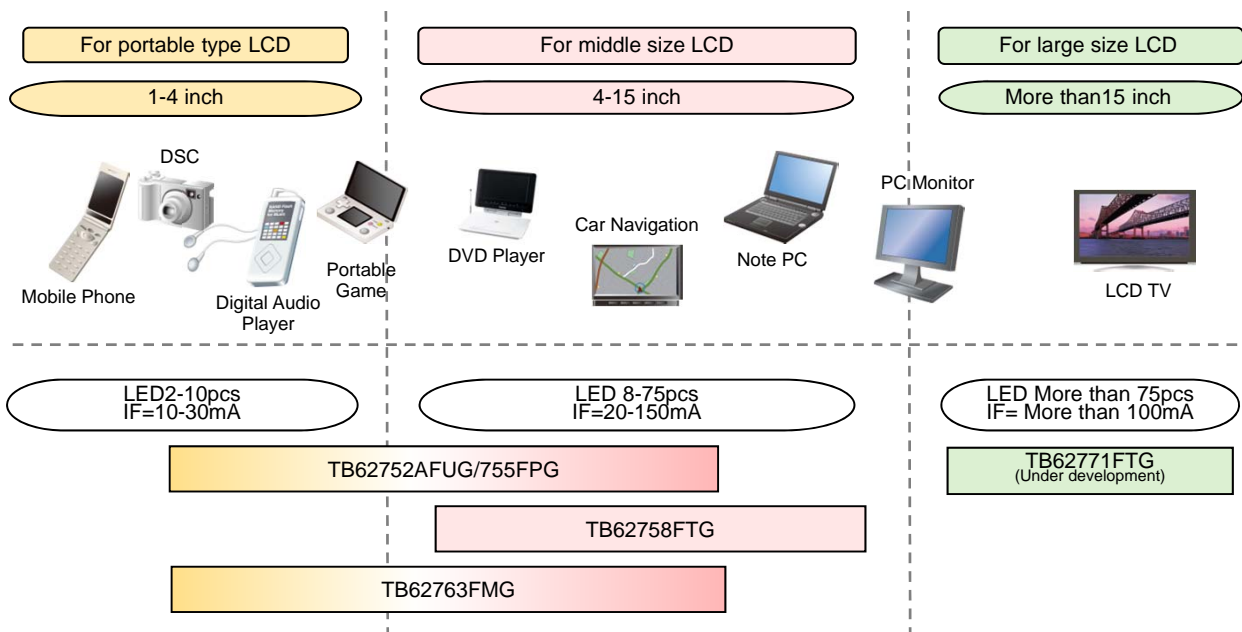 For portable type LCD
For middle size LCD
For large size LCD
1-4 inch
4-15 inch
More than15 inch
DSC
Mobile Phone
Digital Audio
Player
Portable
Game
DVD Player
Car Navigation
Note PC
PC Monitor
LCD TV
LED2-10pcs
IF=10-30mA
LED 8-75pcs
IF=20-150mA
LED More than 75pcs
IF= More than 100mA
TB62752AFUG/755FPG
TB62771FTG
(Under development)
TB62758FTG
TB62763FMG